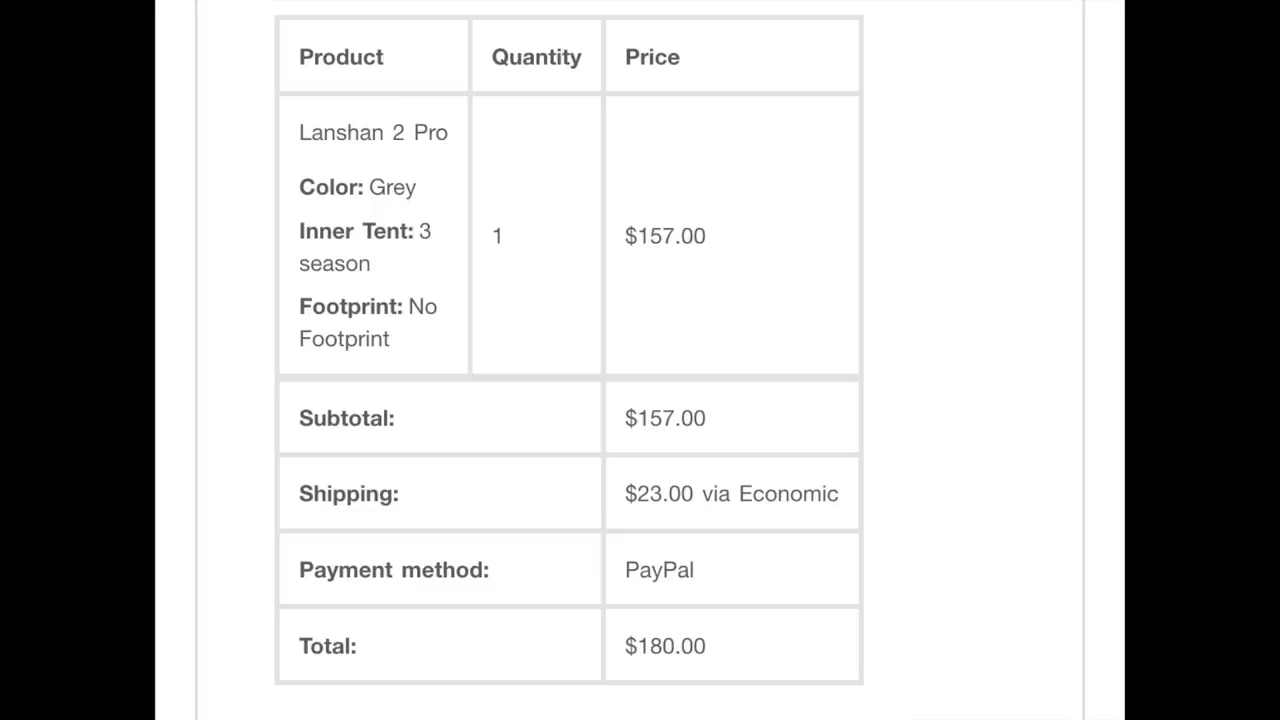 Product Quantity Price
Lanshan 2 Pro
Color: Grey
Inner Tent: 3
season
Footprint: No
Footprint
1
$157.00
Subtotal: $157.00
Shipping: $23.00 via Economic
Payment method: PayPal
Total: $180.00